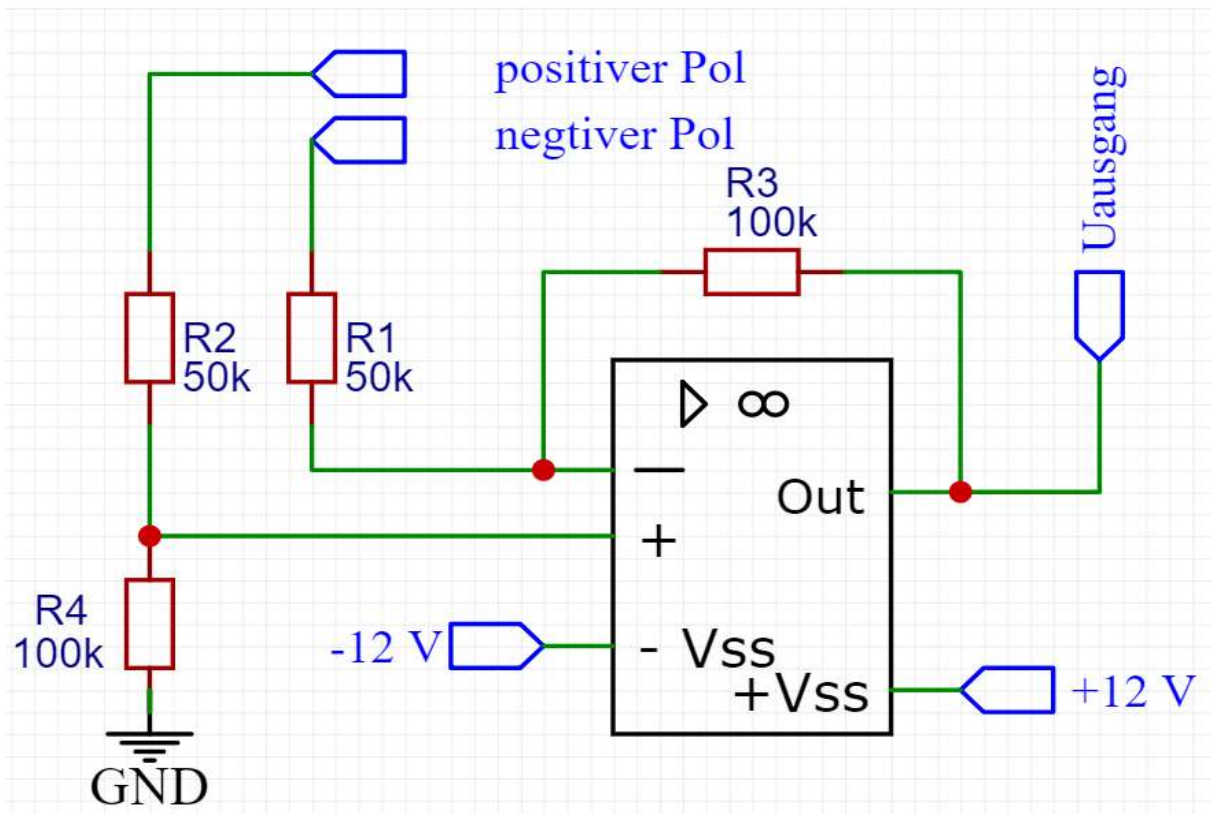 positiver Pol
negtiver Pol
Uausgang
R3
100k
R2
50k
R1
50k
∞
—
Out
+
R4
100k
-12 V
- Vss
+Vss
+12 V
GND